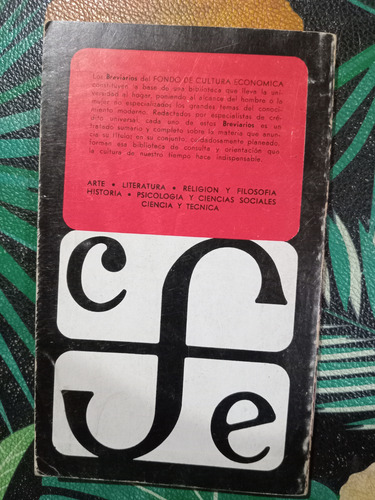 Los Breviarios del FONDO DE CULTURA ECONOMICA
constituyen la base de una biblioteca que lleve la uni-
versidad al hogar, poniendo al alcance del hombre o la
mujer no especializados los grandes temas del conoci-
miento moderno. Redactados por especialistas de cré-
dito universal, cada uno de estos Breviarios es un
tratado sumario y completo sobre la materia que anun-
cia su título; en su conjunto, cuidadosamente planeado,
forman esa biblioteca de consulta y orientación que
la cultura de nuestro tiempo hace indispensable.
ARTE • LITERATURA • RELIGION Y FILOSOFIA
HISTORIA • PSICOLOGIA Y CIENCIAS SOCIALES
CIENCIA Y TECNICA
c f
e